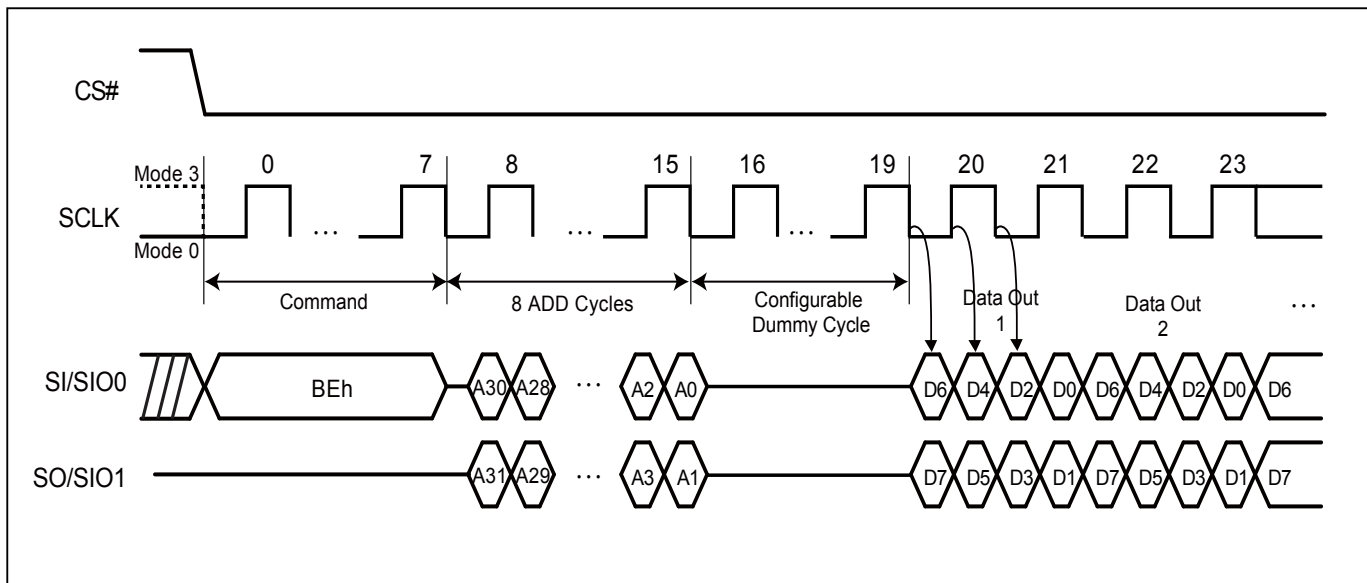 CS#
0 7 8 15 16 19 20 21 22 23
Mode 3
SCLK
Mode 0
... ... ...
Command
8 ADD Cycles
Configurable
Dummy Cycle
Data Out
1
Data Out
2
...
SI/SIO0
BEh
A30 A28 ... A2 A0
D6 D4 D2 D0 D6 D4 D2 D0 D6
SO/SIO1
A31 A29 ... A3 A1
D7 D5 D3 D1 D7 D5 D3 D1 D7